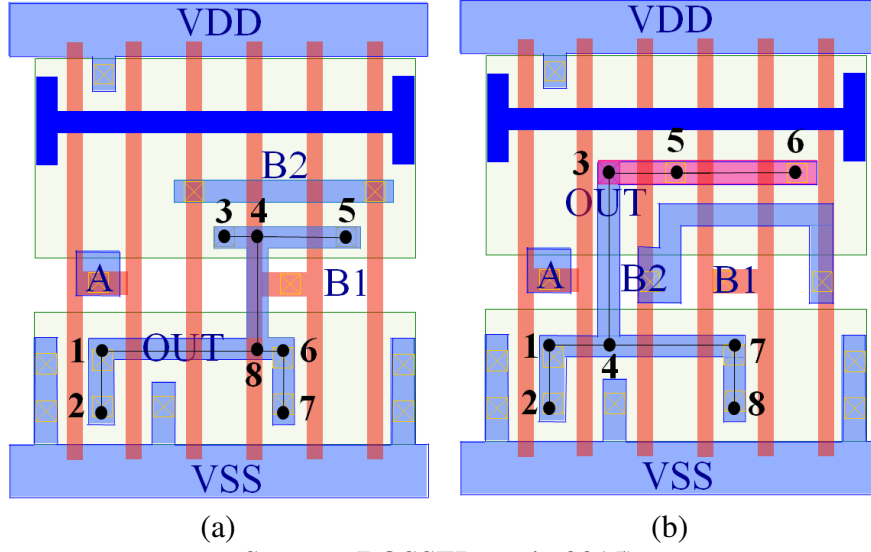 VDD
B2
3 4 5
A
B1
1 OUT 6
8
2 7
VSS
(a)
VDD
3 5 6
OUT
A B2 B1
1 7
4
2 8
VSS
(b)